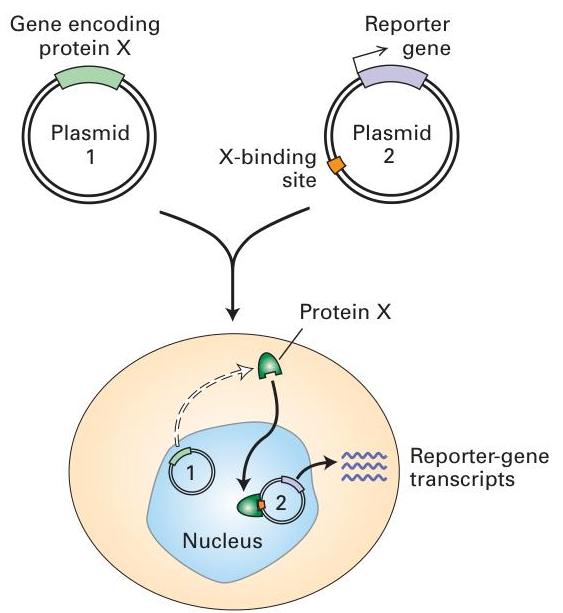 Gene encoding
protein X
Reporter
gene
Plasmid
1
Plasmid
2
X-binding
site
Protein X
1
2
Nucleus
Reporter-gene
transcripts